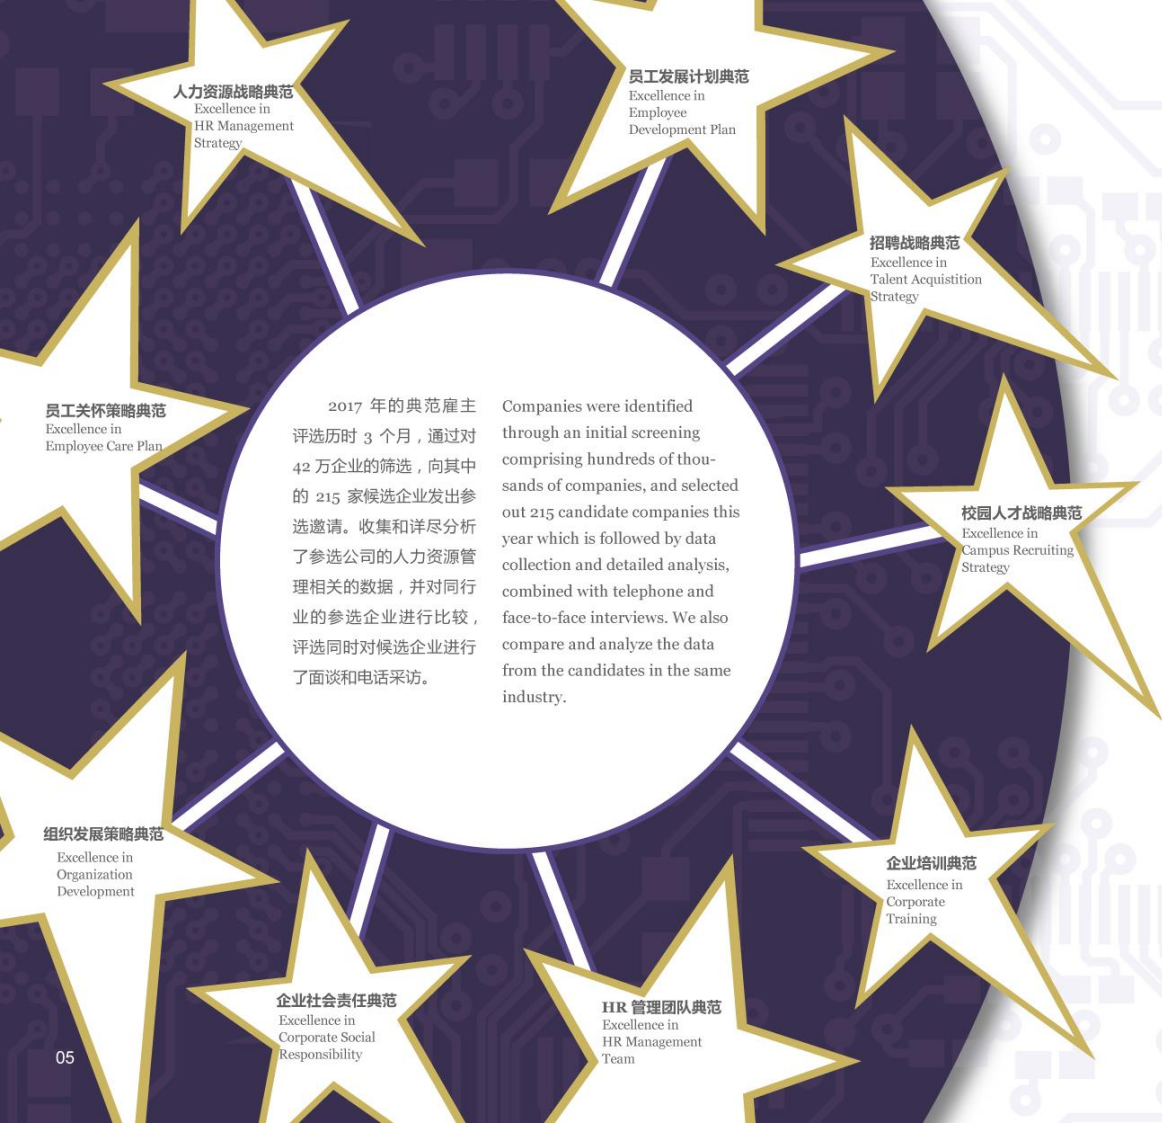 员工发展计划典范
Excellence in
Employee
Development Plan
人力资源战略典范
Excellence in
HR Management
Strategy
招聘战略典范
Excellence in
Talent Acquistition
Strategy
员工关怀策略典范
Excellence in
Employee Care Plan
2017 年的典范雇主
评选历时 3 个月，通过对
42 万企业的筛选，向其中
的 215 家候选企业发出参
选邀请。收集和详尽分析
了参选公司的人力资源管
理相关的数据，并对同行
业的参选企业进行比较，
评选同时对候选企业进行
了面谈和电话采访。
Companies were identified
through an initial screening
comprising hundreds of thou-
sands of companies, and selected
out 215 candidate companies this
year which is followed by data
collection and detailed analysis,
combined with telephone and
face-to-face interviews. We also
compare and analyze the data
from the candidates in the same
industry.
校园人才战略典范
Excellence in
Campus Recruiting
Strategy
组织发展策略典范
Excellence in
Organization
Development
企业培训典范
Excellence in
Corporate
Training
企业社会责任典范
Excellence in
Corporate Social
Responsibility
HR 管理团队典范
Excellence in
HR Management
Team
05